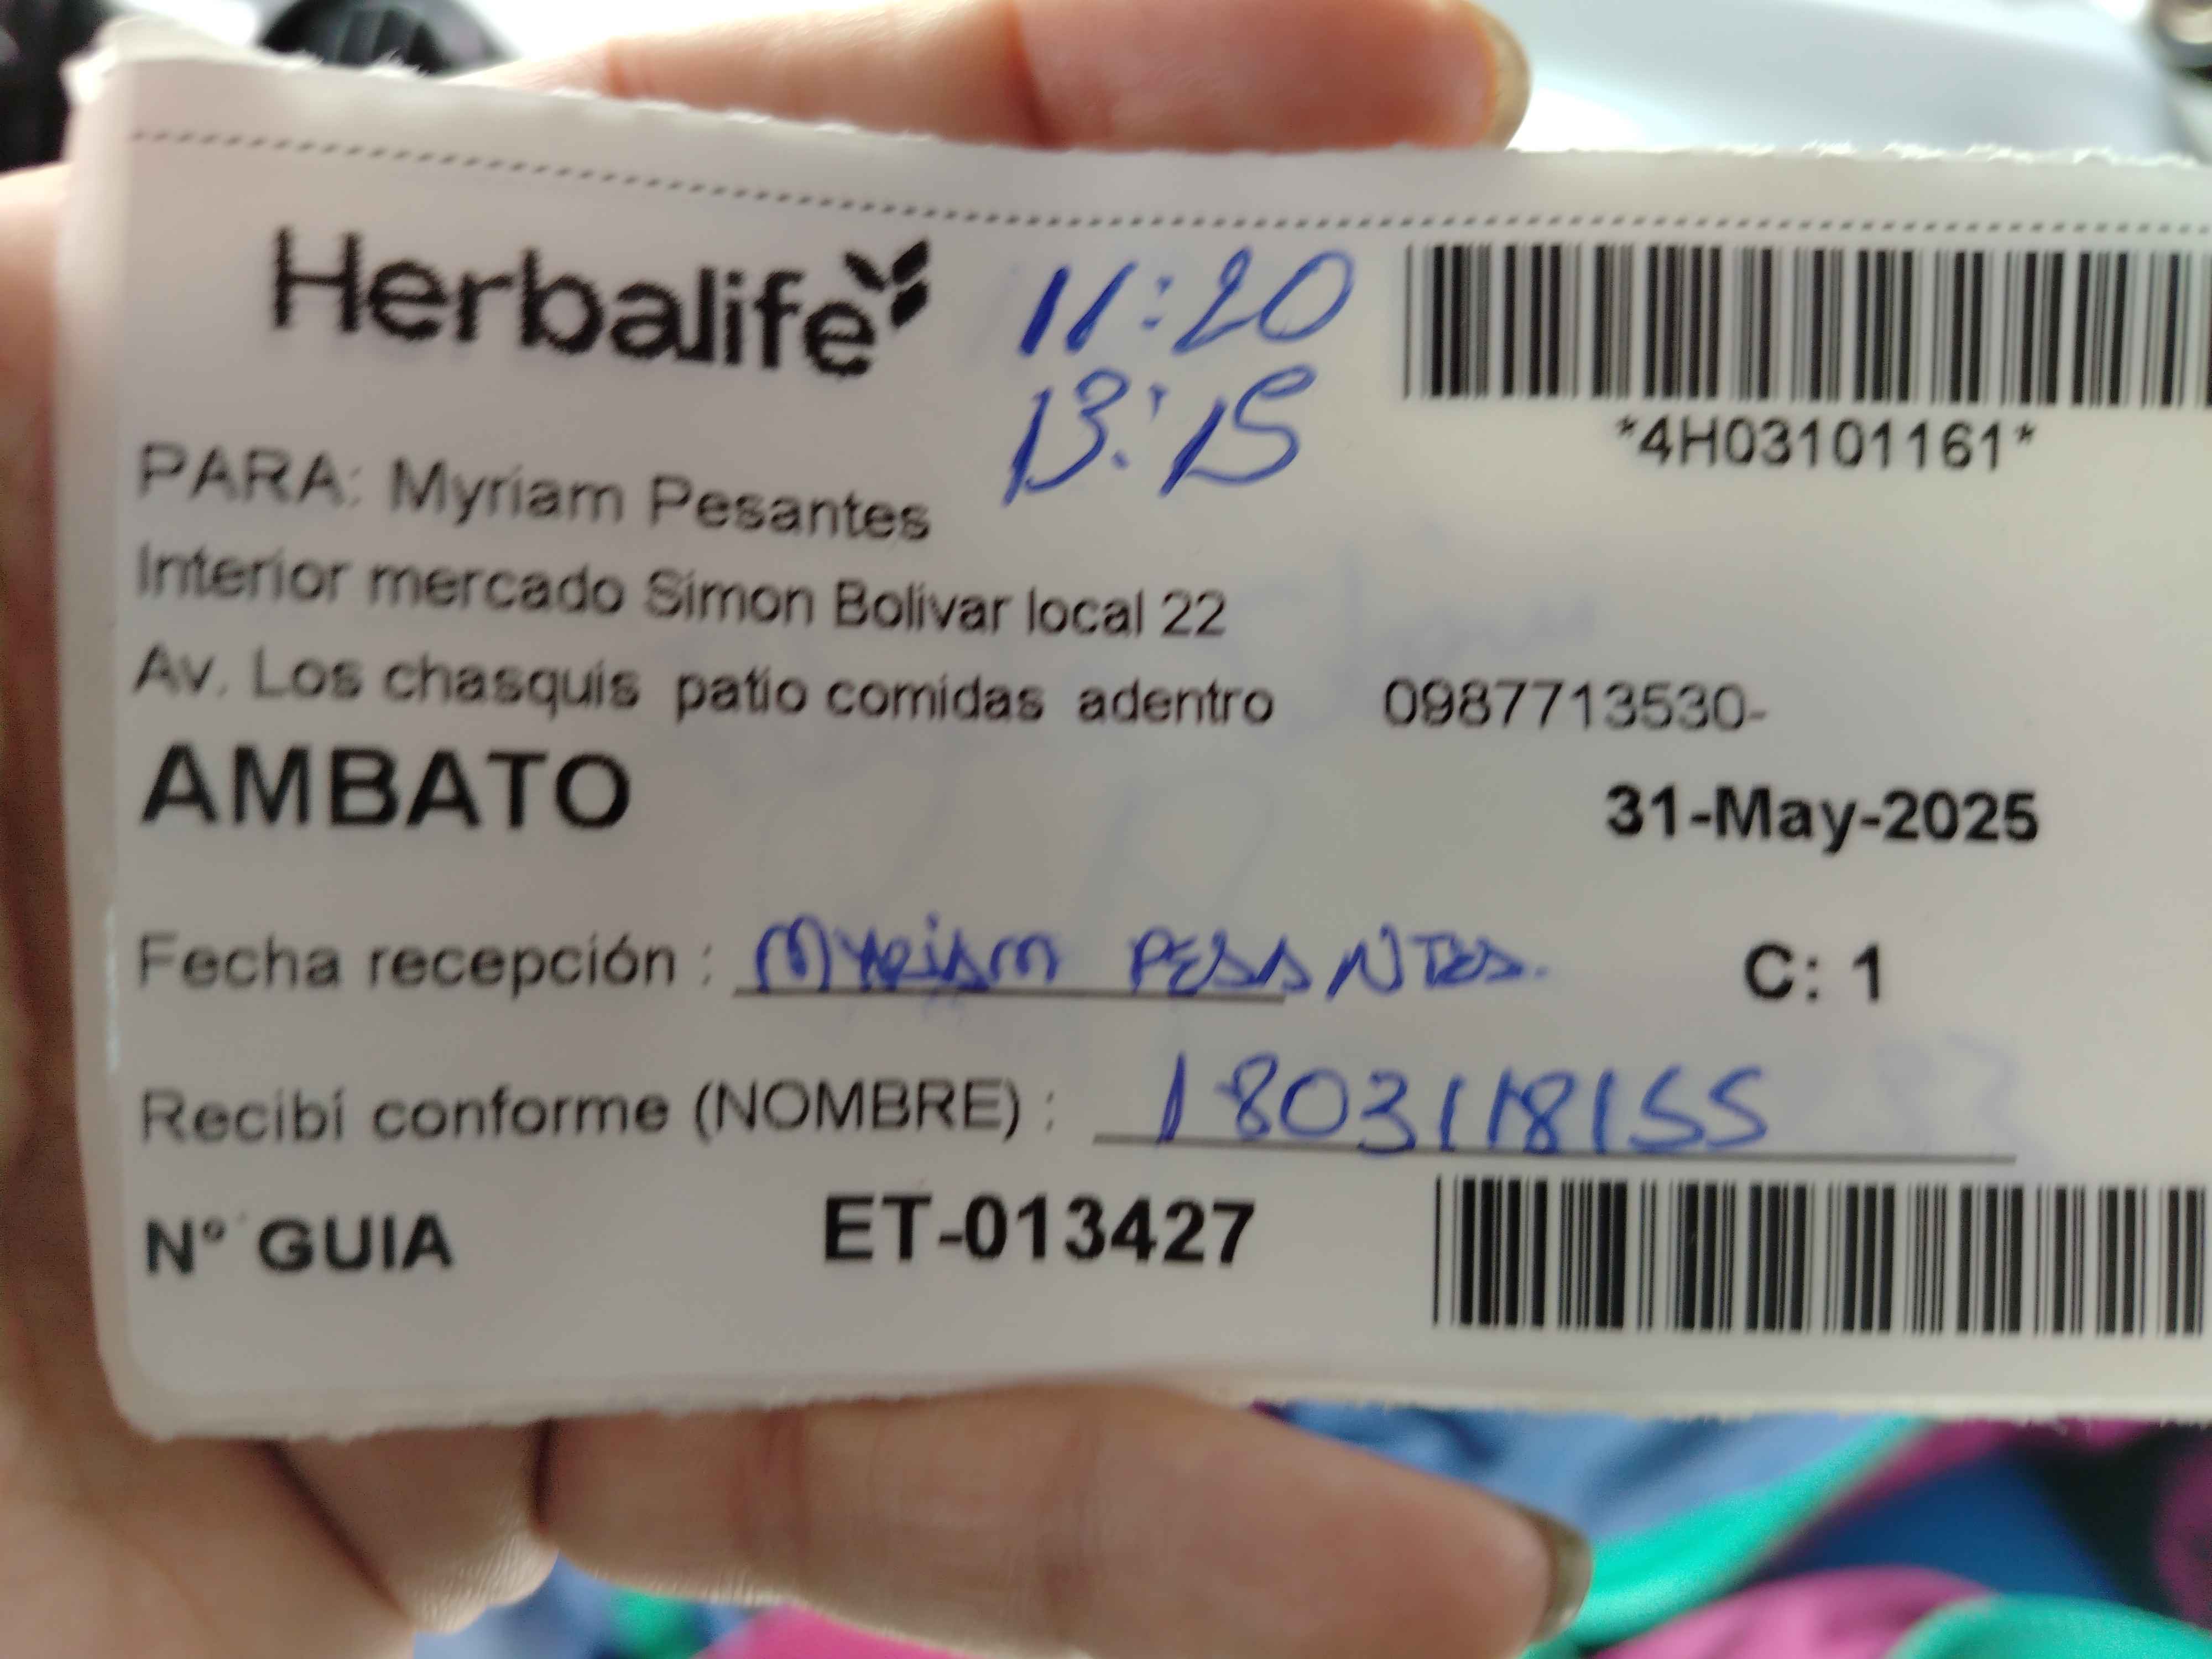 Herbalife
11:20
13:15
*4H03101161*
PARA: Myriam Pesantes
Interior mercado Simon Bolivar local 22
Av. Los chasquis patio comidas adentro 0987713530-
AMBATO
31-May-2025
Fecha recepción : Myriam PESANTES.
C: 1
Recibí conforme (NOMBRE) : 1803118155
N° GUIA ET-013427